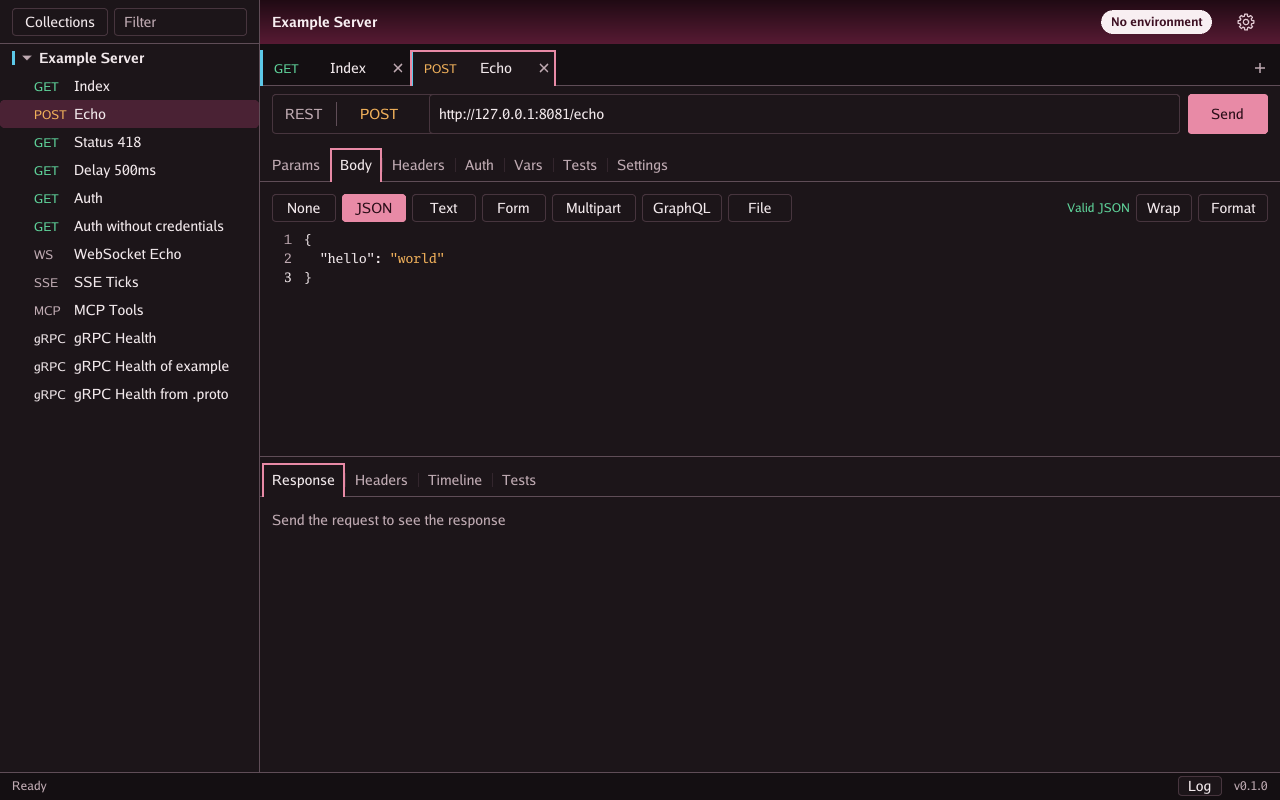 Collections Filter
Example Server
GET Index
POST Echo
GET Status 418
GET Delay 500ms
GET Auth
GET Auth without credentials
WS WebSocket Echo
SSE SSE Ticks
MCP MCP Tools
gRPC gRPC Health
gRPC gRPC Health of example
gRPC gRPC Health from .proto
Example Server No environment
GET Index × POST Echo × +
REST POST http://127.0.0.1:8081/echo Send
Params Body Headers Auth Vars Tests Settings
None JSON Text Form Multipart GraphQL File Valid JSON Wrap Format
1 {
2 "hello": "world"
3 }
Response Headers Timeline Tests
Send the request to see the response
Ready Log v0.1.0